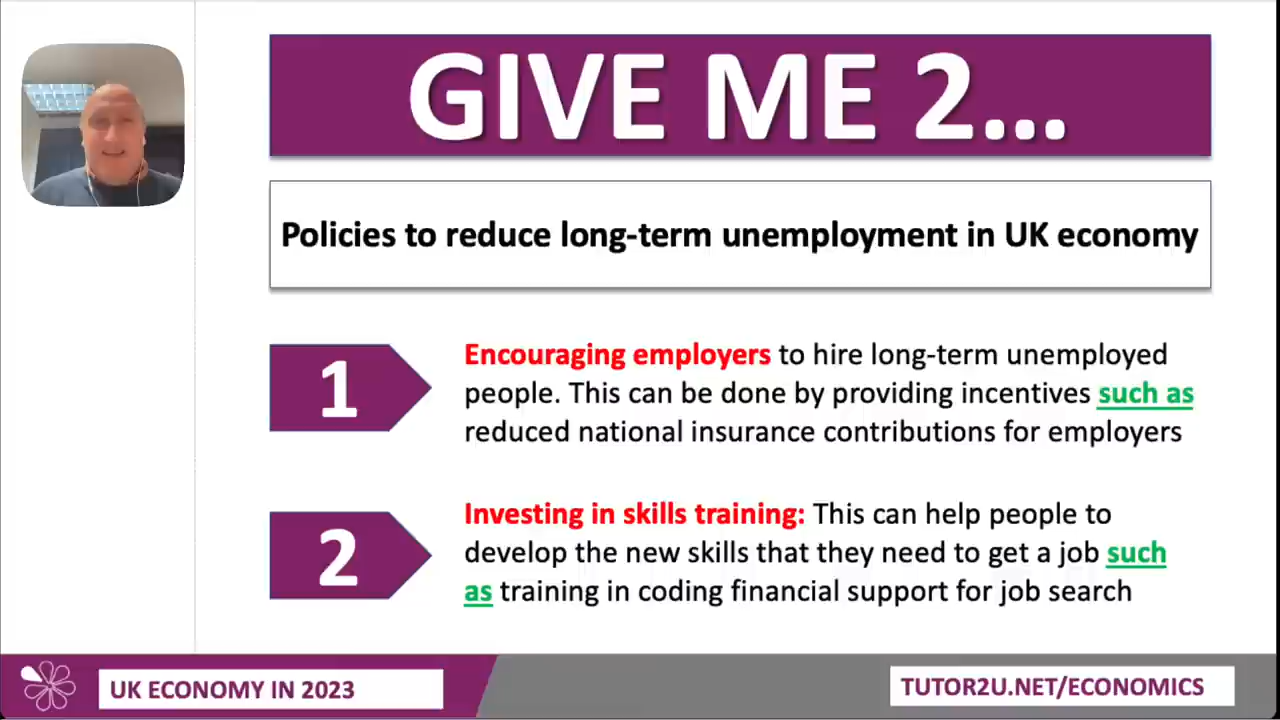 GIVE ME 2...
Policies to reduce long-term unemployment in UK economy
1
Encouraging employers to hire long-term unemployed
people. This can be done by providing incentives such as
reduced national insurance contributions for employers
2
Investing in skills training: This can help people to
develop the new skills that they need to get a job such
as training in coding financial support for job search
UK ECONOMY IN 2023
TUTOR2U.NET/ECONOMICS